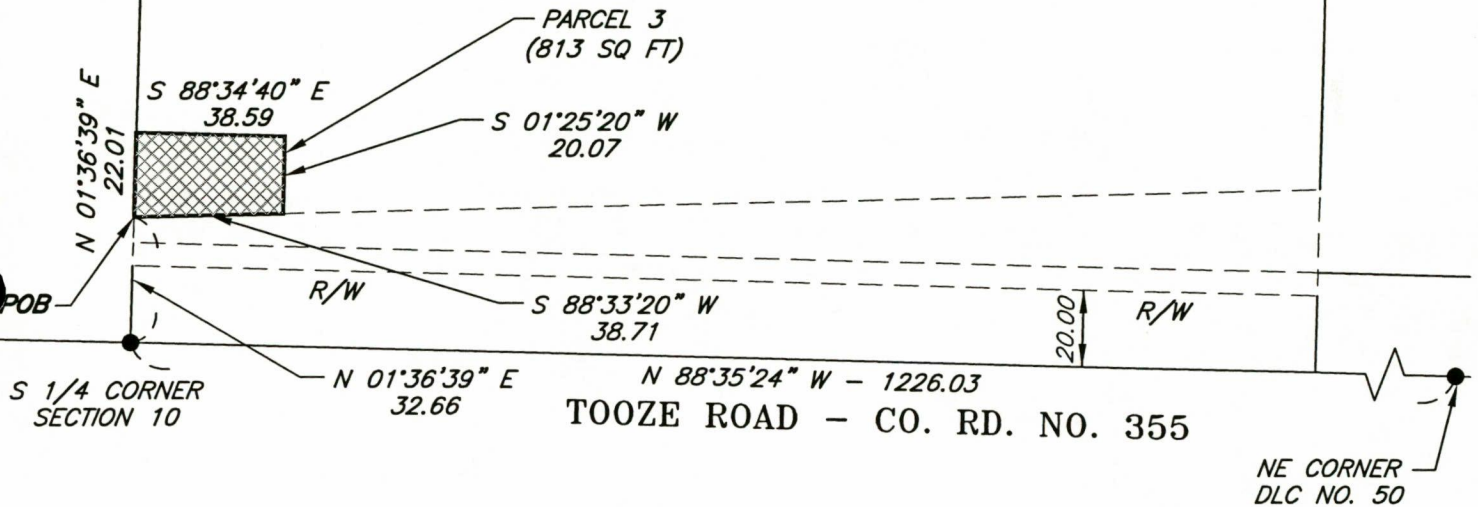 PARCEL 3
(813 SQ FT)
S 88°34'40" E
38.59
N 01°36'39" E
22.01
S 01°25'20" W
20.07
POB
R/W
S 88°33'20" W
38.71
20.00
R/W
S 1/4 CORNER
SECTION 10
N 01°36'39" E
32.66
N 88°35'24" W - 1226.03
TOOZE ROAD - CO. RD. NO. 355
NE CORNER
DLC NO. 50